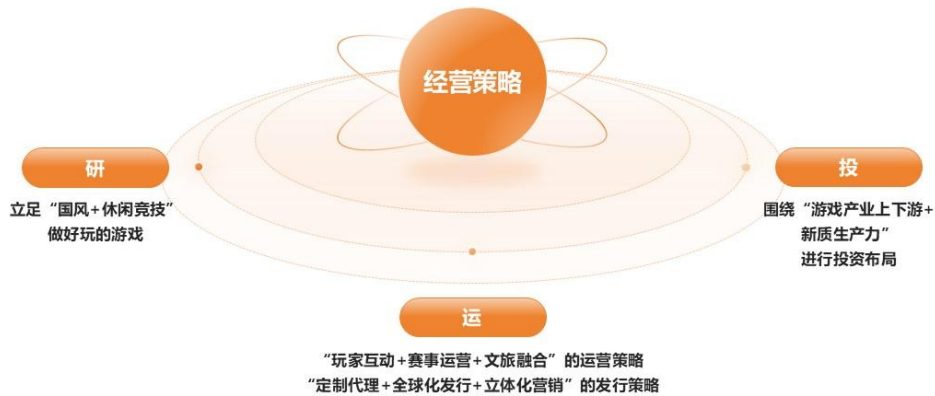 经营策略
研
立足“国风+休闲竞技”
做好玩的游戏
投
围绕“游戏产业上下游+
新质生产力”
进行投资布局
运
“玩家互动+赛事运营+文旅融合”的运营策略
“定制代理+全球化发行+立体化营销”的发行策略